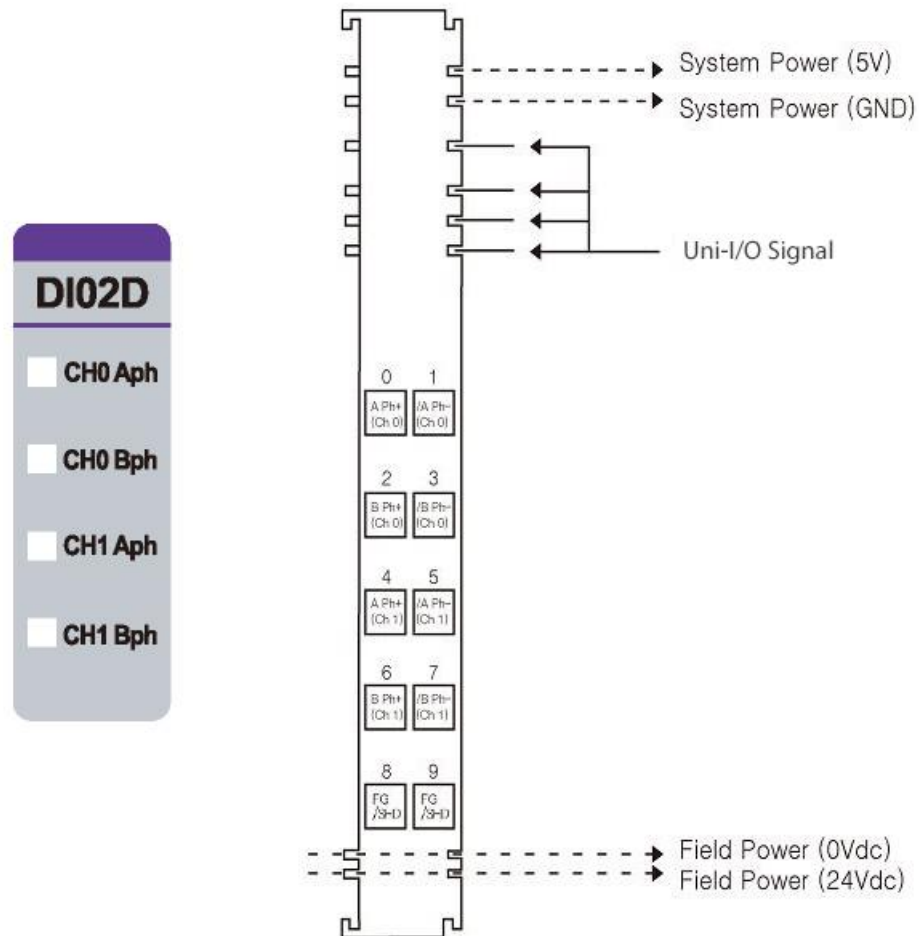 System Power (5V)
System Power (GND)
Uni-I/O Signal
DI02D
CH0 Aph
CH0 Bph
CH1 Aph
CH1 Bph
0 1
A Ph+ /A Ph-
(Ch 0) (Ch 0)
2 3
B Ph+ /B Ph-
(Ch 0) (Ch 0)
4 5
A Ph+ /A Ph-
(Ch 1) (Ch 1)
6 7
B Ph+ /B Ph-
(Ch 1) (Ch 1)
8 9
FG FG
/SHD /SHD
Field Power (0Vdc)
Field Power (24Vdc)